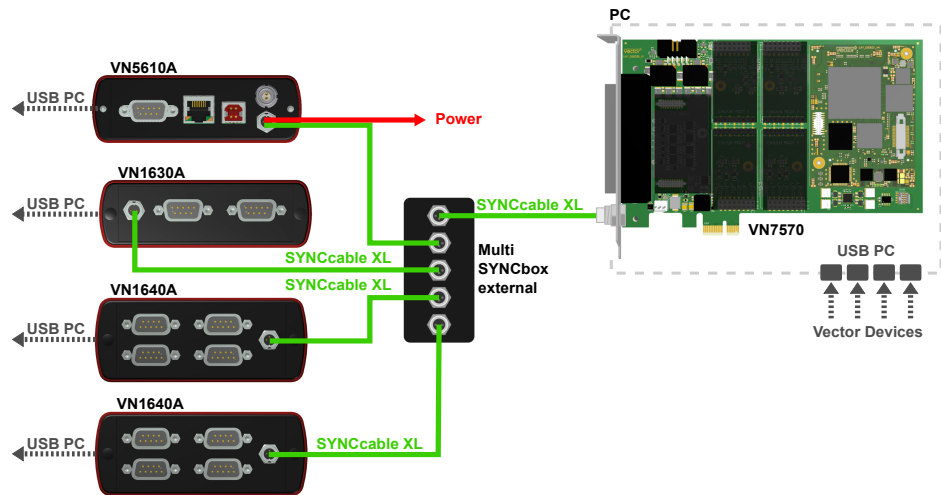 PC
VN5610A
USB PC
Power
VN1630A
USB PC
SYNCcable XL
VN7570
Multi
SYNCbox
external
SYNCcable XL
SYNCcable XL
USB PC
VN1640A
USB PC
Vector Devices
VN1640A
USB PC
SYNCcable XL